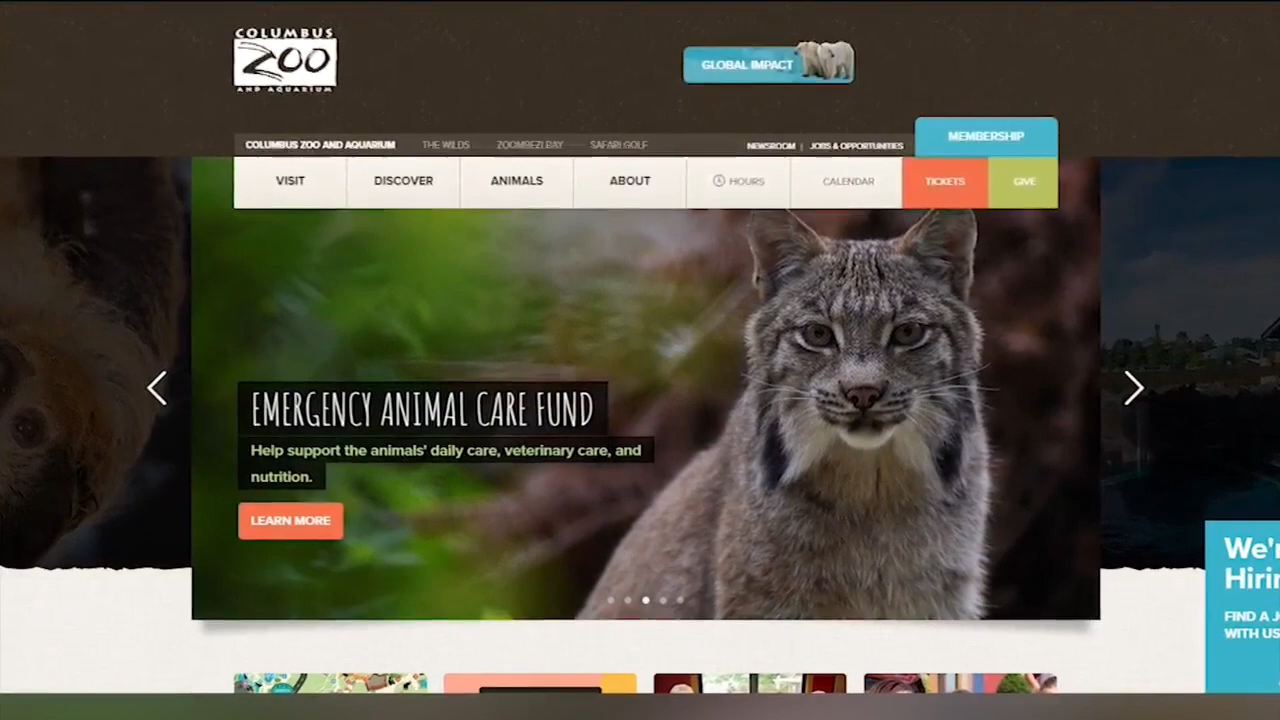 COLUMBUS
ZOO
AND AQUARIUM
GLOBAL IMPACT
MEMBERSHIP
COLUMBUS ZOO AND AQUARIUM THE WILDS ZOOMBEZI BAY SAFARI GOLF NEWSROOM | JOBS & OPPORTUNITIES
VISIT DISCOVER ANIMALS ABOUT HOURS CALENDAR TICKETS GIVE
EMERGENCY ANIMAL CARE FUND
Help support the animals' daily care, veterinary care, and
nutrition.
LEARN MORE
We'r
Hirin
FIND A J
WITH US